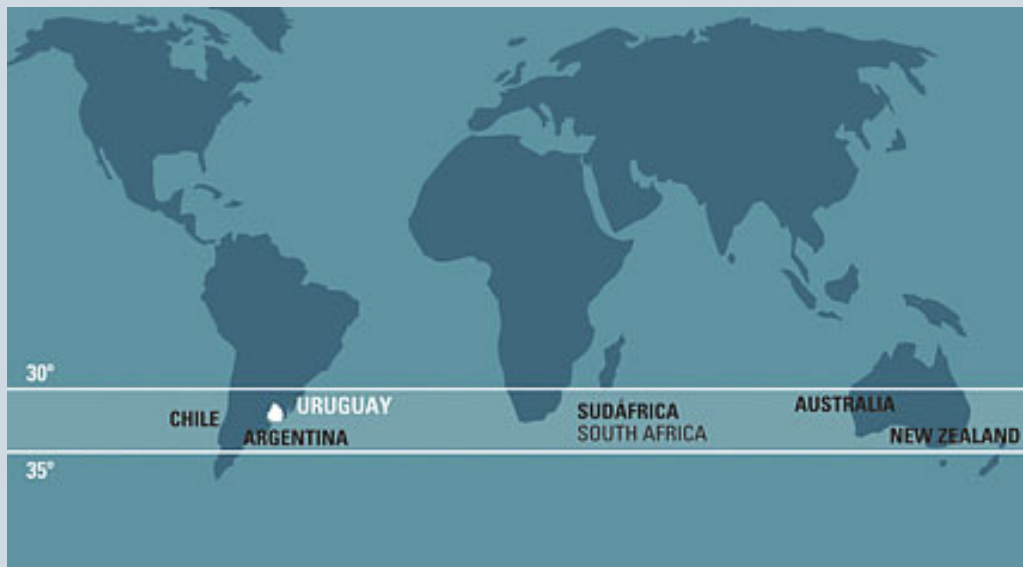 30°
URUGUAY
CHILE
ARGENTINA
SUDÁFRICA
SOUTH AFRICA
AUSTRALIA
NEW ZEALAND
35°